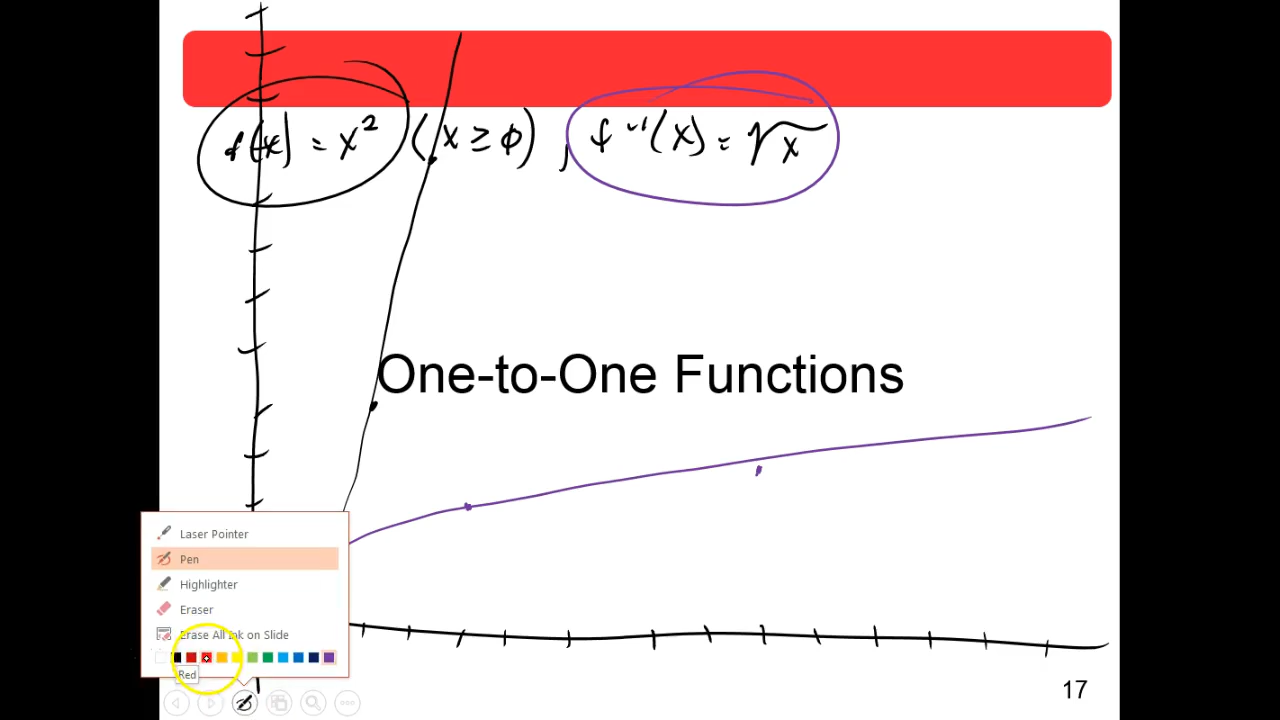 f(x) = x² (x ≥ 0), f⁻¹(x) = √x
One-to-One Functions
Laser Pointer
Pen
Highlighter
Eraser
Erase All Ink on Slide
Red
17